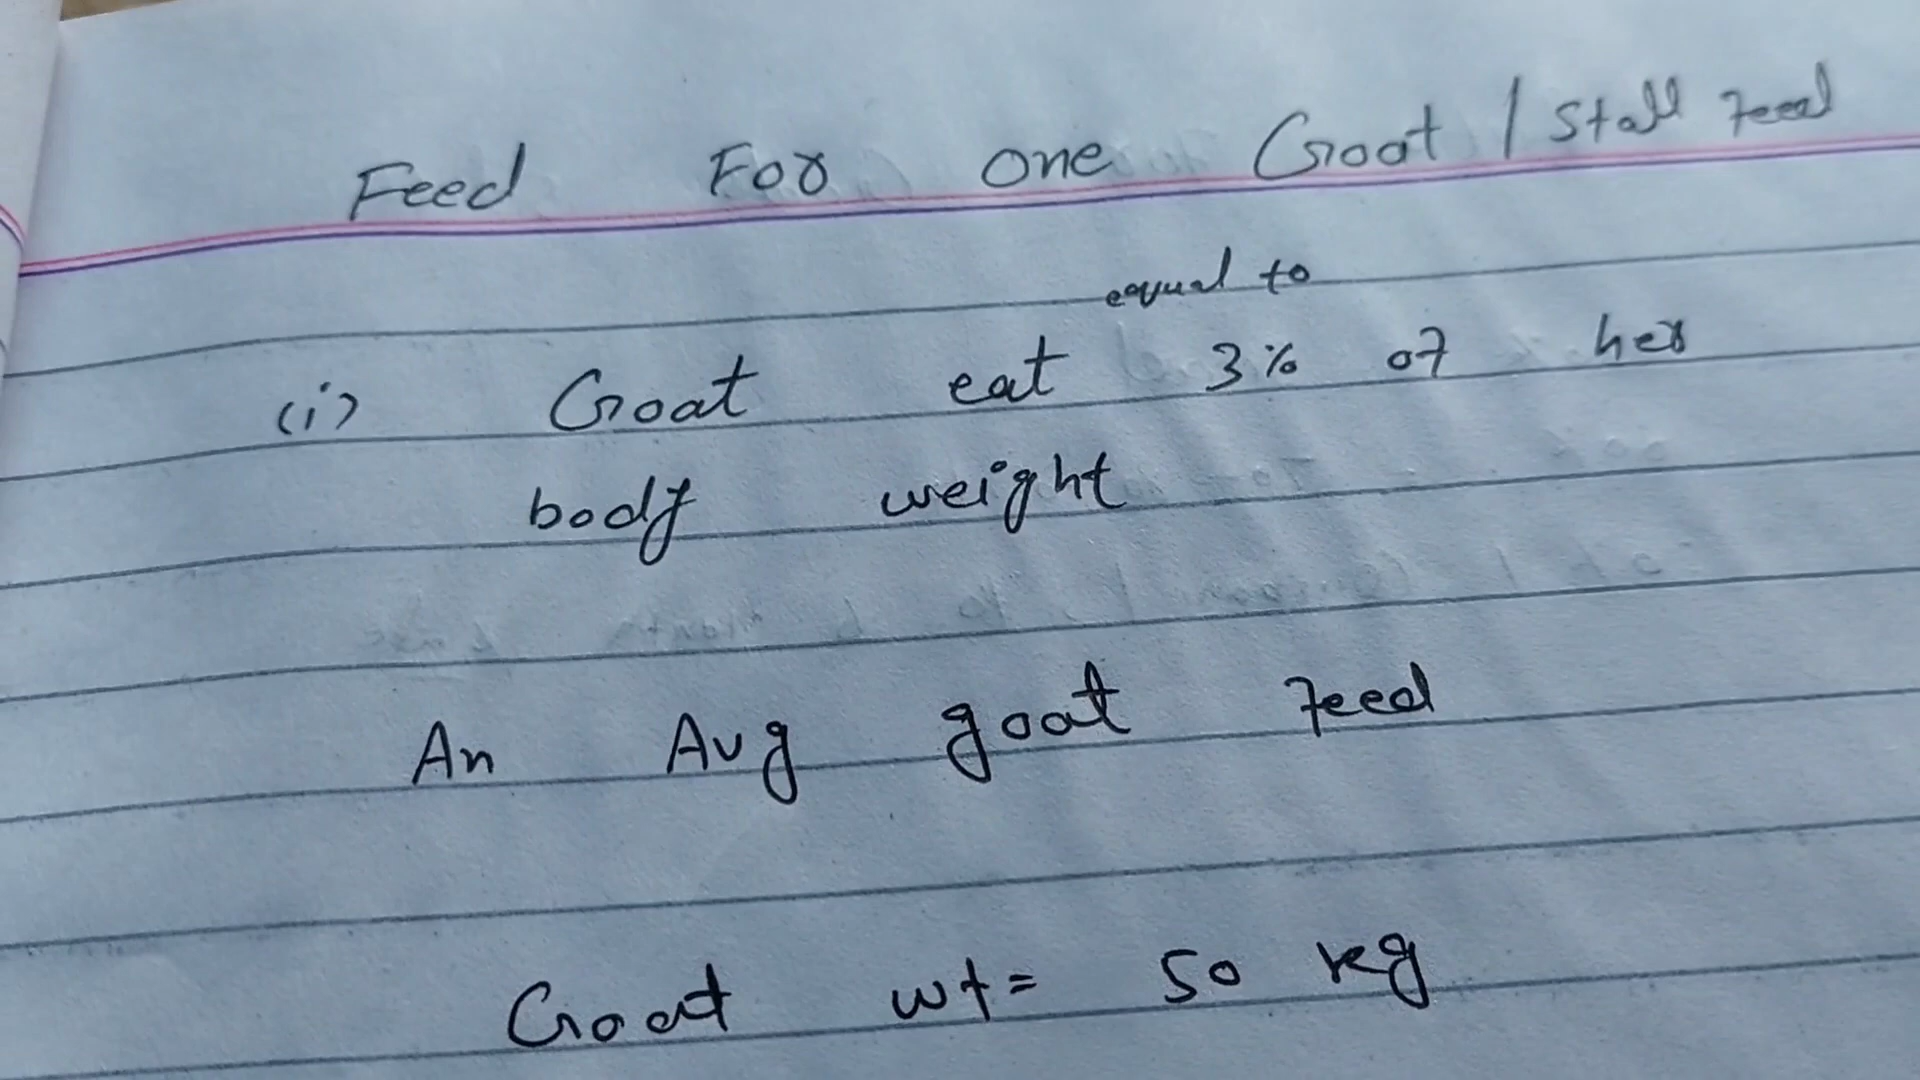 Feed For one Goat / Stall Feed
equal to
(i) Goat eat 3% of her
body weight
An Avg goat feed
Goat wt = 50 kg